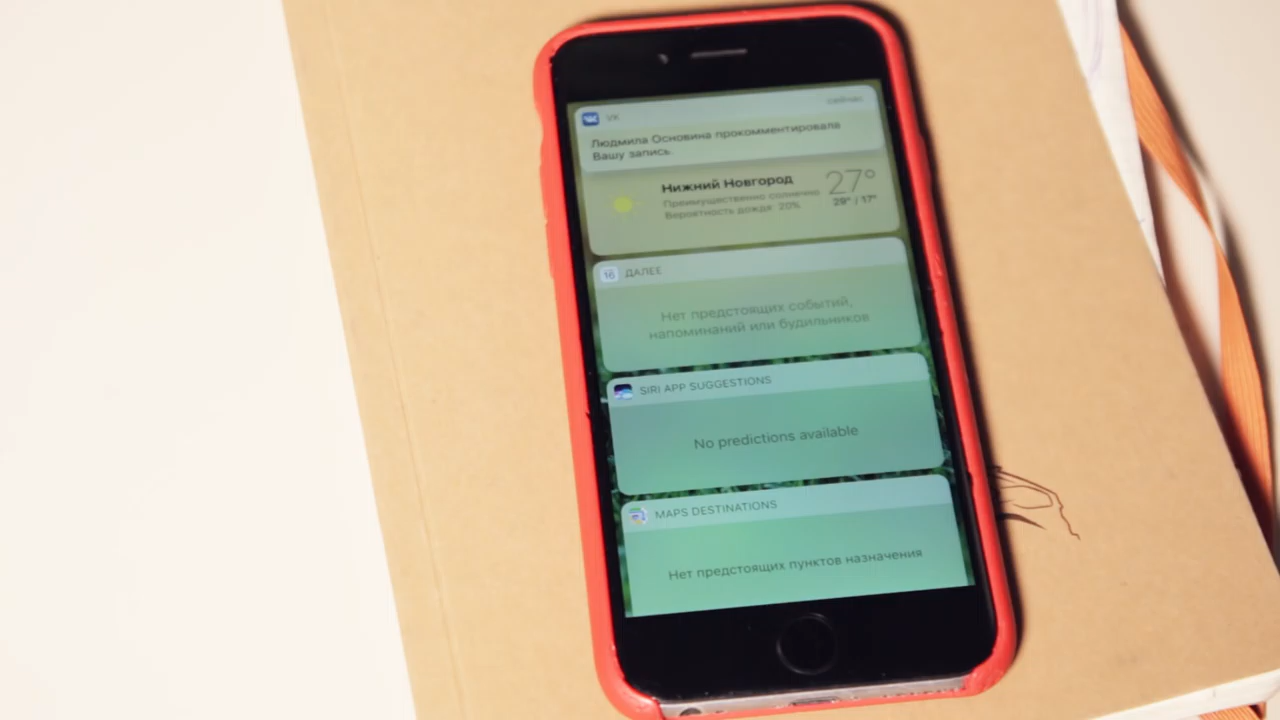 VK
сейчас
Людмила Основина прокомментировала
Вашу запись.
Нижний Новгород
27°
Преимущественно солнечно
Вероятность дождя: 20%
29° / 17°
16
ДАЛЕЕ
Нет предстоящих событий,
напоминаний или будильников
SIRI APP SUGGESTIONS
No predictions available
MAPS DESTINATIONS
Нет предстоящих пунктов назначения